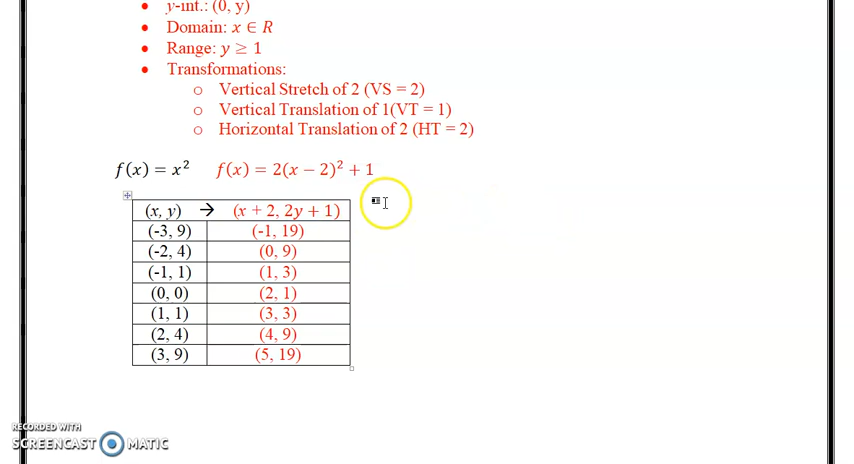 • y-int.: (0, y)
• Domain: x ∈ R
• Range: y ≥ 1
• Transformations:
o Vertical Stretch of 2 (VS = 2)
o Vertical Translation of 1(VT = 1)
o Horizontal Translation of 2 (HT = 2)
f(x) = x² f(x) = 2(x − 2)² + 1
(x, y) → (x + 2, 2y + 1)
(-3, 9) (-1, 19)
(-2, 4) (0, 9)
(-1, 1) (1, 3)
(0, 0) (2, 1)
(1, 1) (3, 3)
(2, 4) (4, 9)
(3, 9) (5, 19)
RECORDED WITH
SCREENCAST MATIC